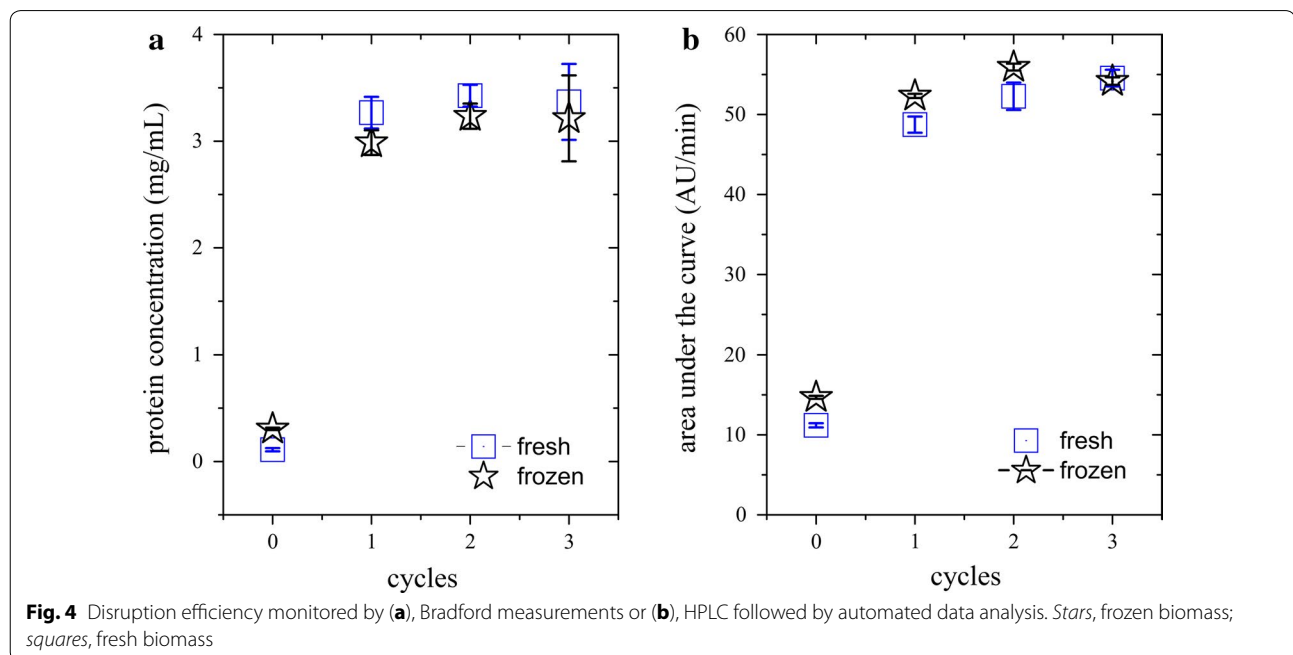 a
protein concentration (mg/mL)
4
3
2
1
0
0 1 2 3
cycles
fresh
frozen
b
area under the curve (AU/min)
60
50
40
30
20
10
0
0 1 2 3
cycles
fresh
frozen
Fig. 4 Disruption efficiency monitored by (a), Bradford measurements or (b), HPLC followed by automated data analysis. Stars, frozen biomass;
squares, fresh biomass